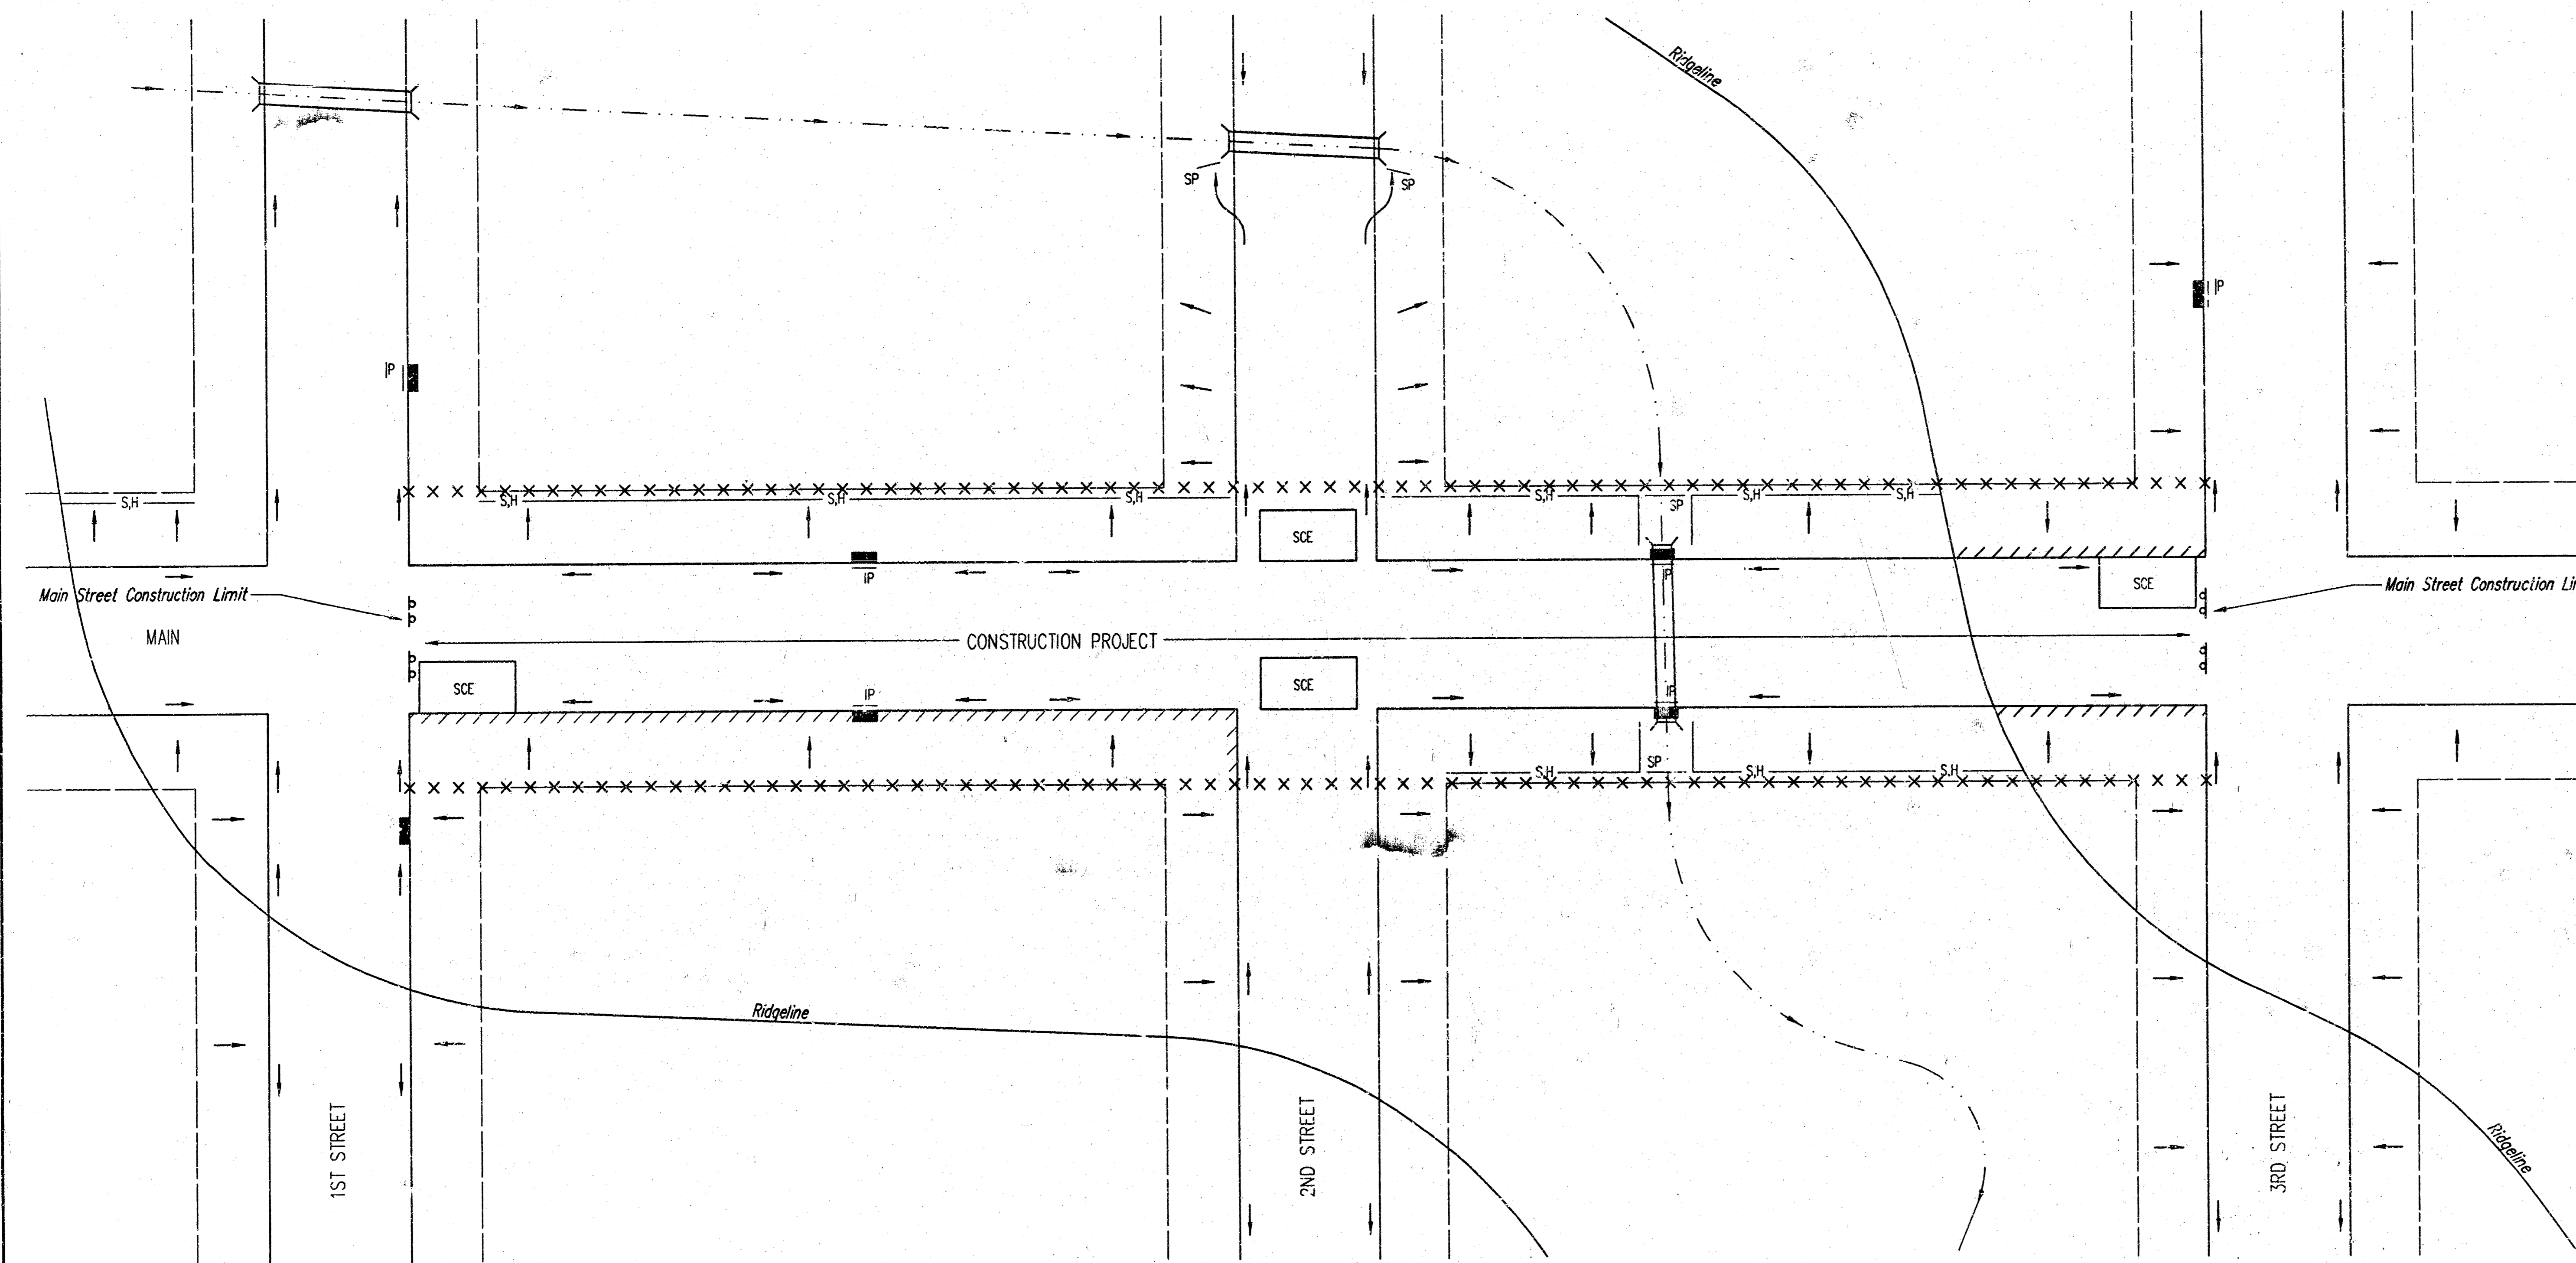 Ridgeline
SP
SP
IP
IP
S,H
S,H
S,H
S,H
S,H
S,H
S,H
SP
SCE
IP
IP
SCE
Main Street Construction Limit
Main Street Construction Li
MAIN
CONSTRUCTION PROJECT
SCE
SCE
IP
IP
S,H
SP
S,H
S,H
Ridgeline
1ST STREET
2ND STREET
3RD STREET
Ridgeline